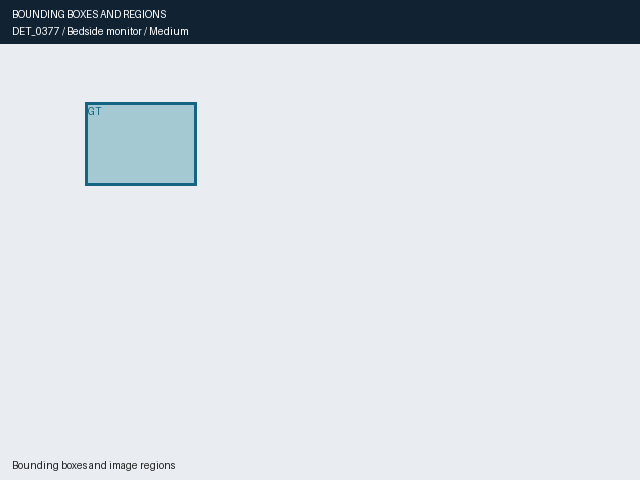 BOUNDING BOXES AND REGIONS
DET_0377 / Bedside monitor / Medium
GT
Bounding boxes and image regions